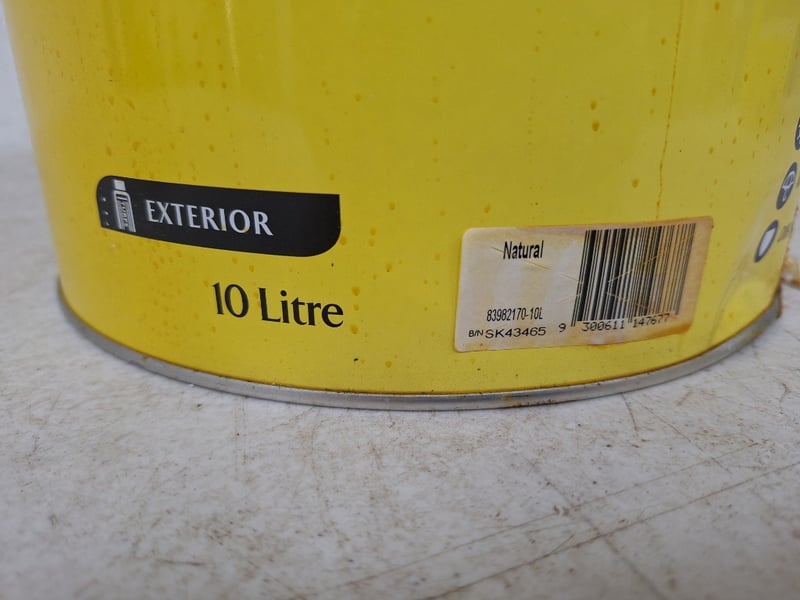 EXTERIOR
10 Litre
Natural
83982170-10L
B/N SK43465
9 300611 147677